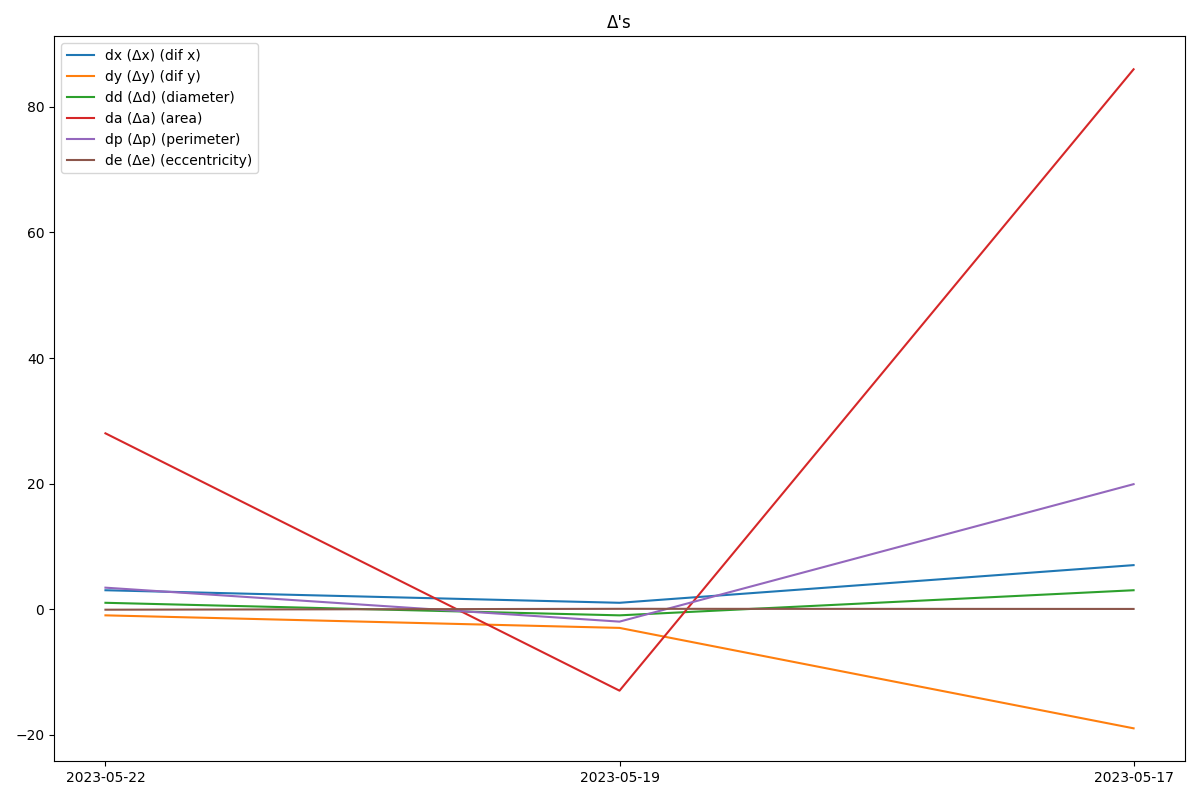 Δ's
dx (Δx) (dif x)
dy (Δy) (dif y)
dd (Δd) (diameter)
da (Δa) (area)
dp (Δp) (perimeter)
de (Δe) (eccentricity)
80
60
40
20
0
−20
2023-05-22 2023-05-19 2023-05-17